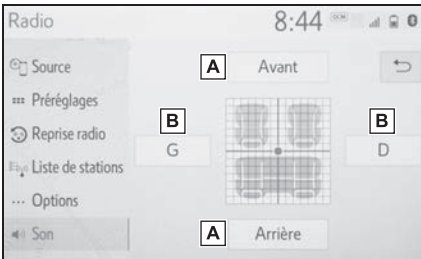 Radio 8:44
Source
Préréglages
Reprise radio
Liste de stations
Options
Son
A Avant
B B
G D
A Arrière